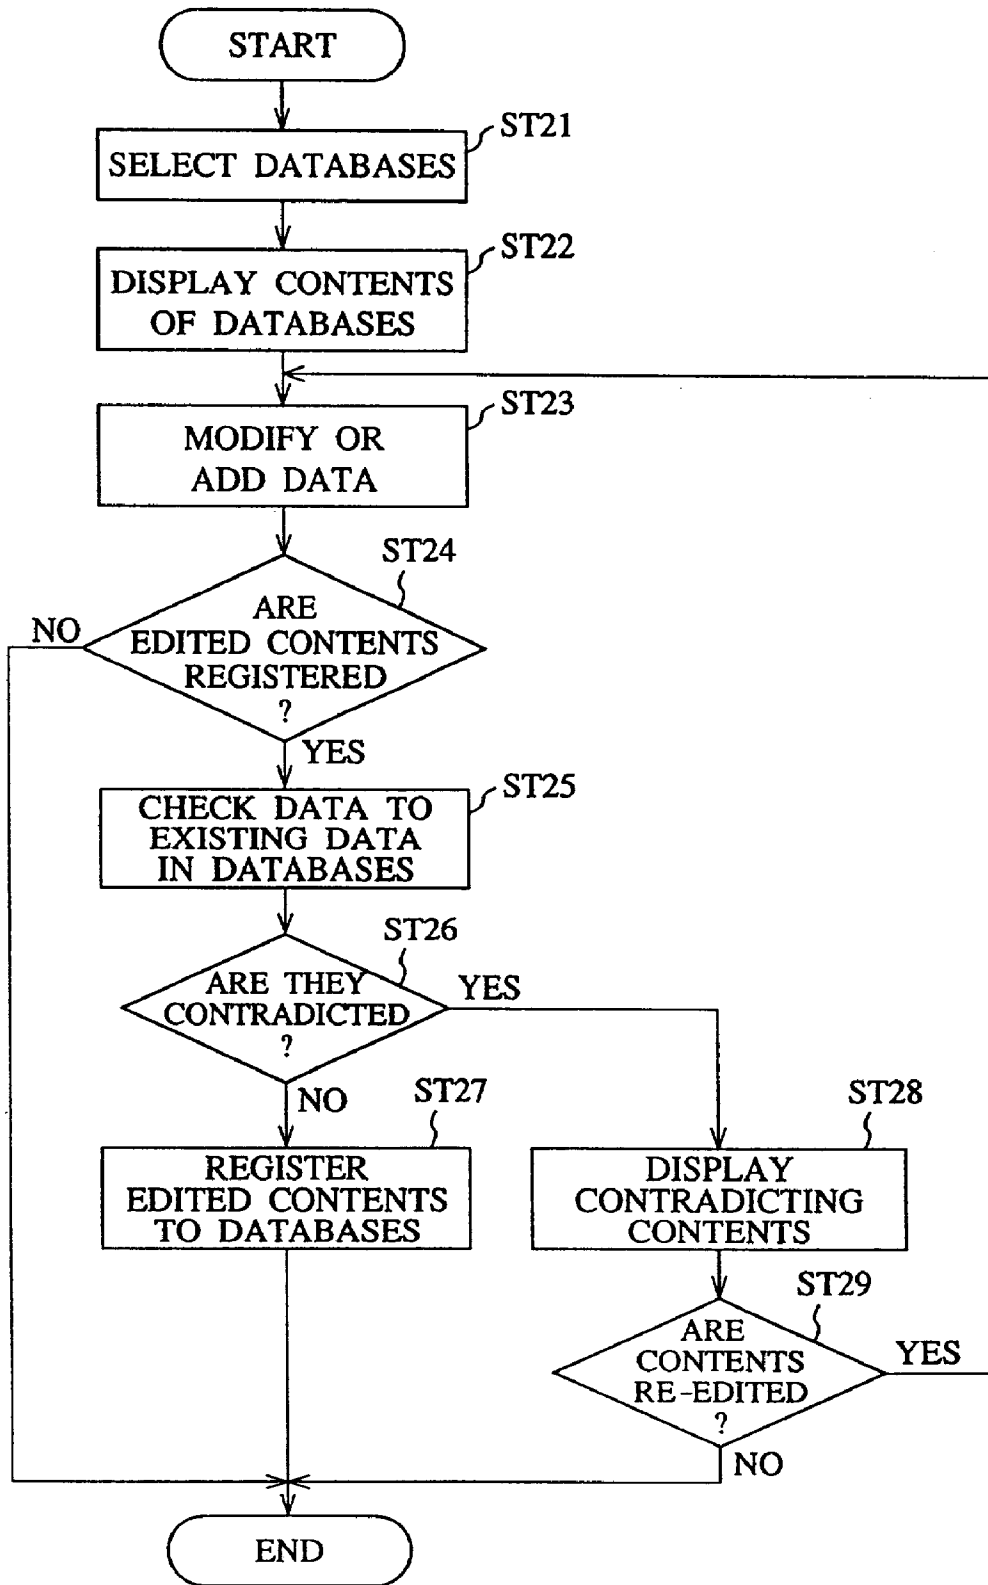 START
ST21
SELECT DATABASES
ST22
DISPLAY CONTENTS
OF DATABASES
ST23
MODIFY OR
ADD DATA
ST24
ARE
EDITED CONTENTS
REGISTERED
?
NO
YES
ST25
CHECK DATA TO
EXISTING DATA
IN DATABASES
ST26
ARE THEY
CONTRADICTED
?
YES
NO
ST27
REGISTER
EDITED CONTENTS
TO DATABASES
ST28
DISPLAY
CONTRADICTING
CONTENTS
ST29
ARE
CONTENTS
RE-EDITED
?
YES
NO
END